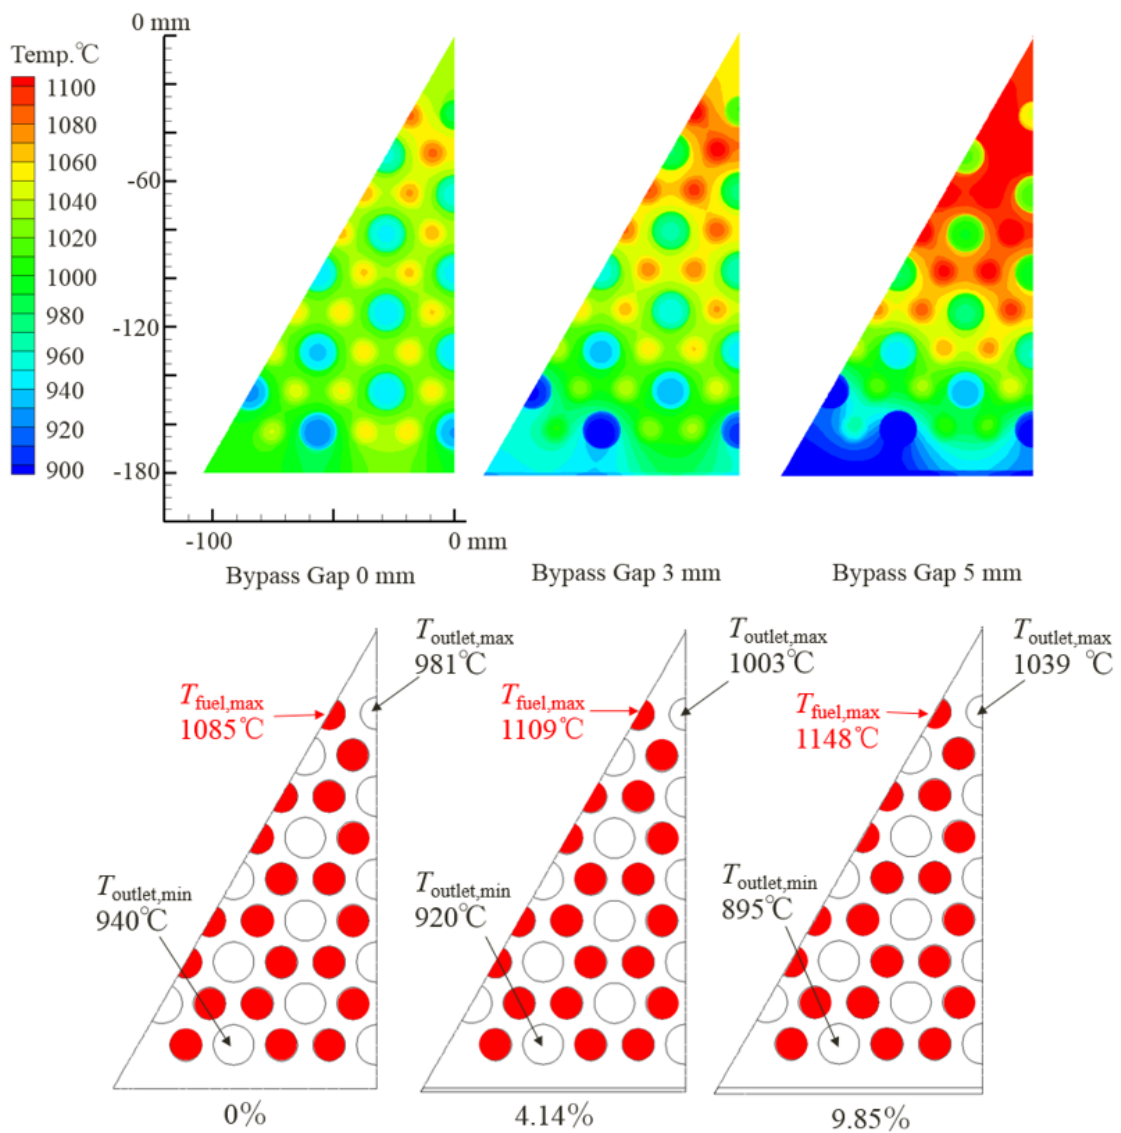 0 mm
Temp.℃
1100
1080
1060
1040
1020
1000
980
960
940
920
900
-60
-120
-180
-100
0 mm
Bypass Gap 0 mm
Bypass Gap 3 mm
Bypass Gap 5 mm
Toutlet,max
981℃
Tfuel,max
1085℃
Toutlet,min
940℃
0%
Toutlet,max
1003℃
Tfuel,max
1109℃
Toutlet,min
920℃
4.14%
Toutlet,max
1039 ℃
Tfuel,max
1148℃
Toutlet,min
895℃
9.85%